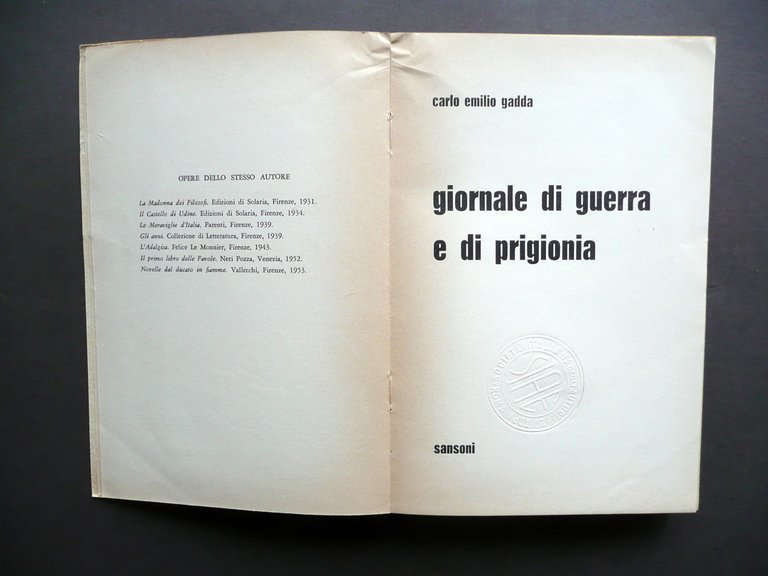 OPERE DELLO STESSO AUTORE
La Madonna dei Filosofi. Edizioni di Solaria, Firenze, 1931.
Il Castello di Udine. Edizioni di Solaria, Firenze, 1934.
Le Meraviglie d'Italia. Parenti, Firenze, 1939.
Gli anni. Collezione di Letteratura, Firenze, 1939.
L'Adalgisa. Felice Le Monnier, Firenze, 1943.
Il primo libro delle Favole. Neri Pozza, Venezia, 1952.
Novelle dal ducato in fiamme. Vallecchi, Firenze, 1953.
carlo emilio gadda
giornale di guerra
e di prigionia
SOCIETÀ ITALIANA
sansoni